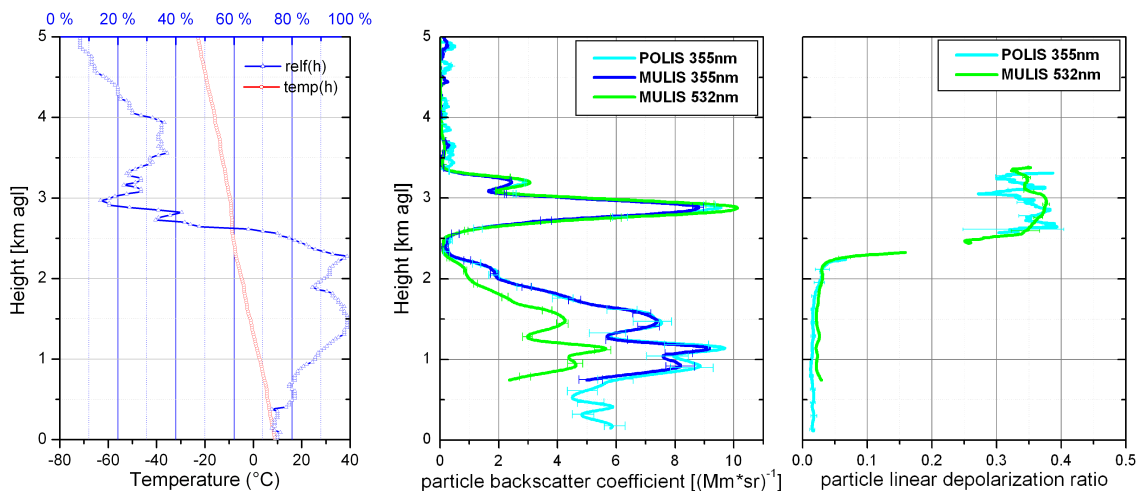 0 % 20 % 40 % 60 % 80 % 100 %
5
4
3
2
1
0
Height [km agl]
relf(h)
temp(h)
-80 -60 -40 -20 0 20 40
Temperature (°C)
5
4
3
2
1
0
Height [km agl]
POLIS 355nm
MULIS 355nm
MULIS 532nm
0 2 4 6 8 10
particle backscatter coefficient [(Mm*sr)⁻¹]
POLIS 355nm
MULIS 532nm
0.0 0.1 0.2 0.3 0.4 0.5
particle linear depolarization ratio